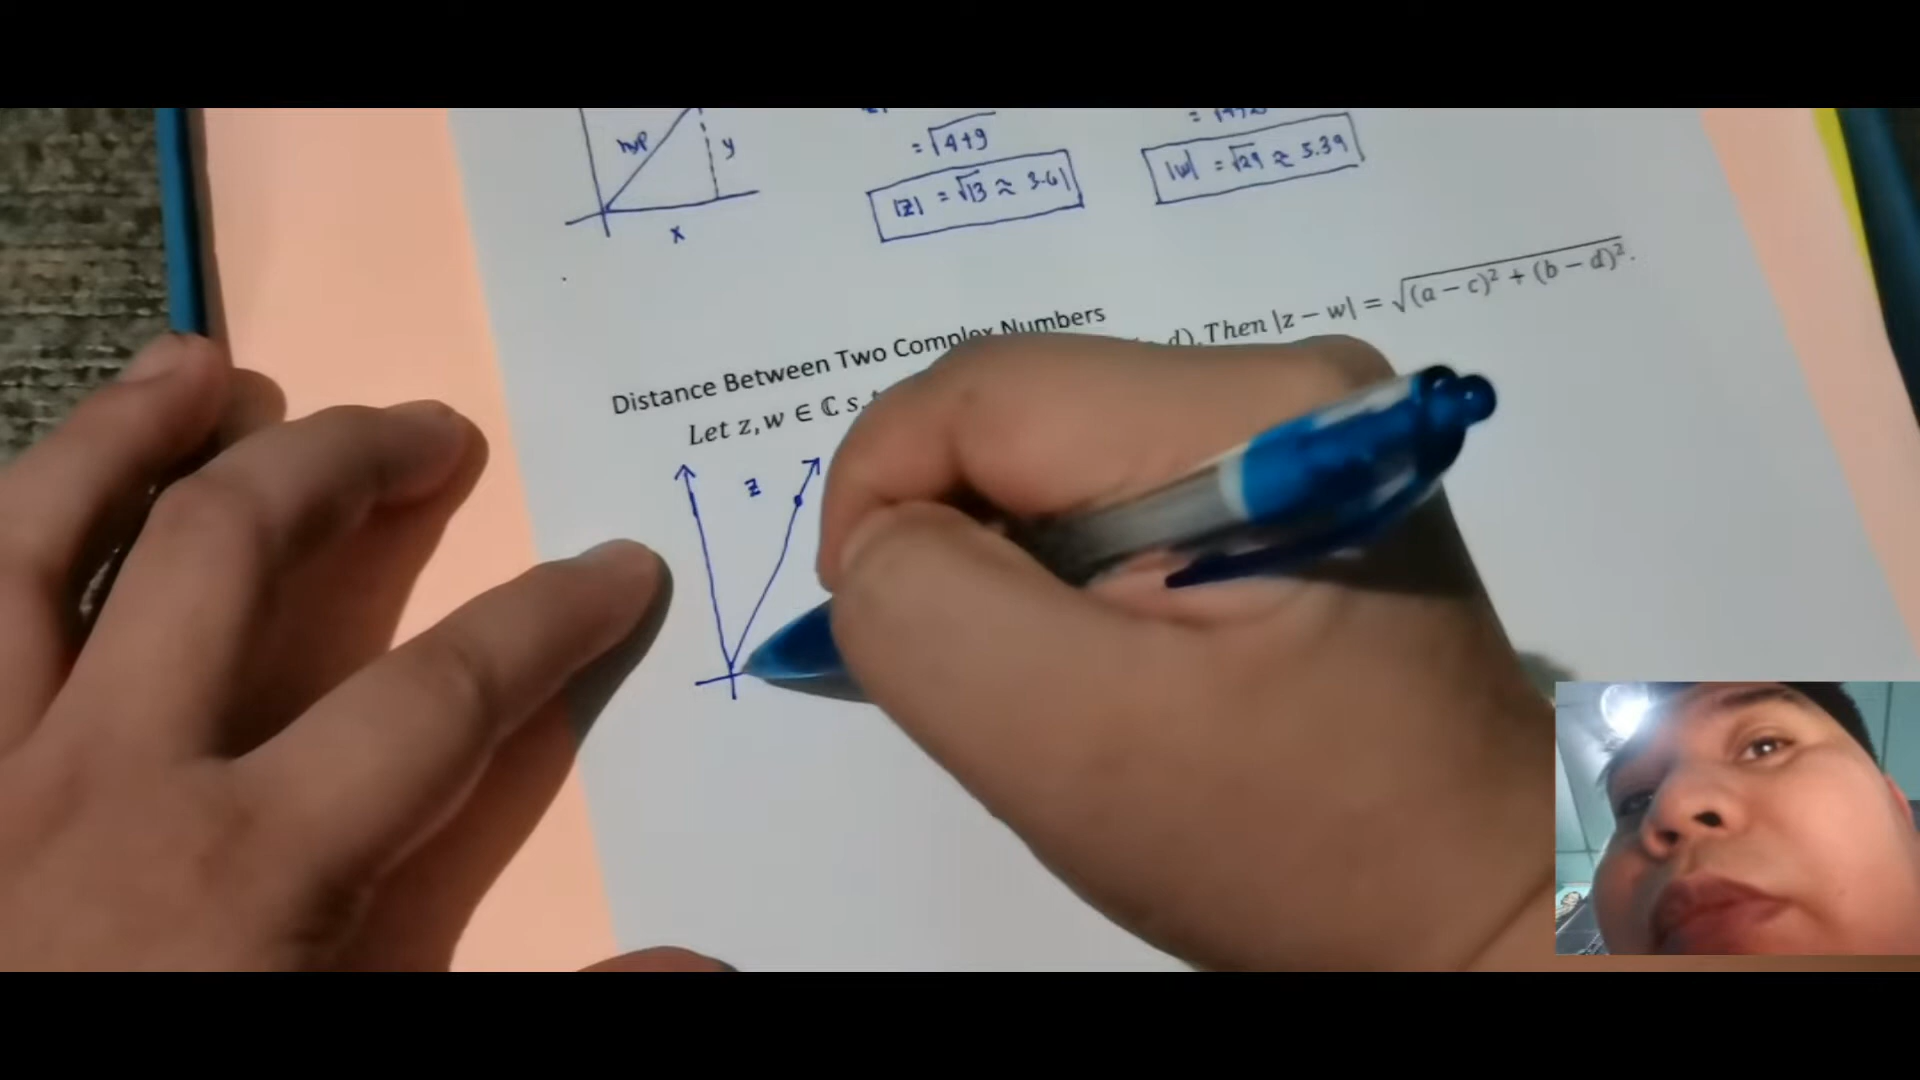 hyp
y
x
= √4+9
|z| = √13 ≈ 3.61
|w| = √29 ≈ 5.39
Distance Between Two Complex Numbers
Let z, w ∈ ℂ s. d). Then |z − w| = √(a − c)² + (b − d)².
z